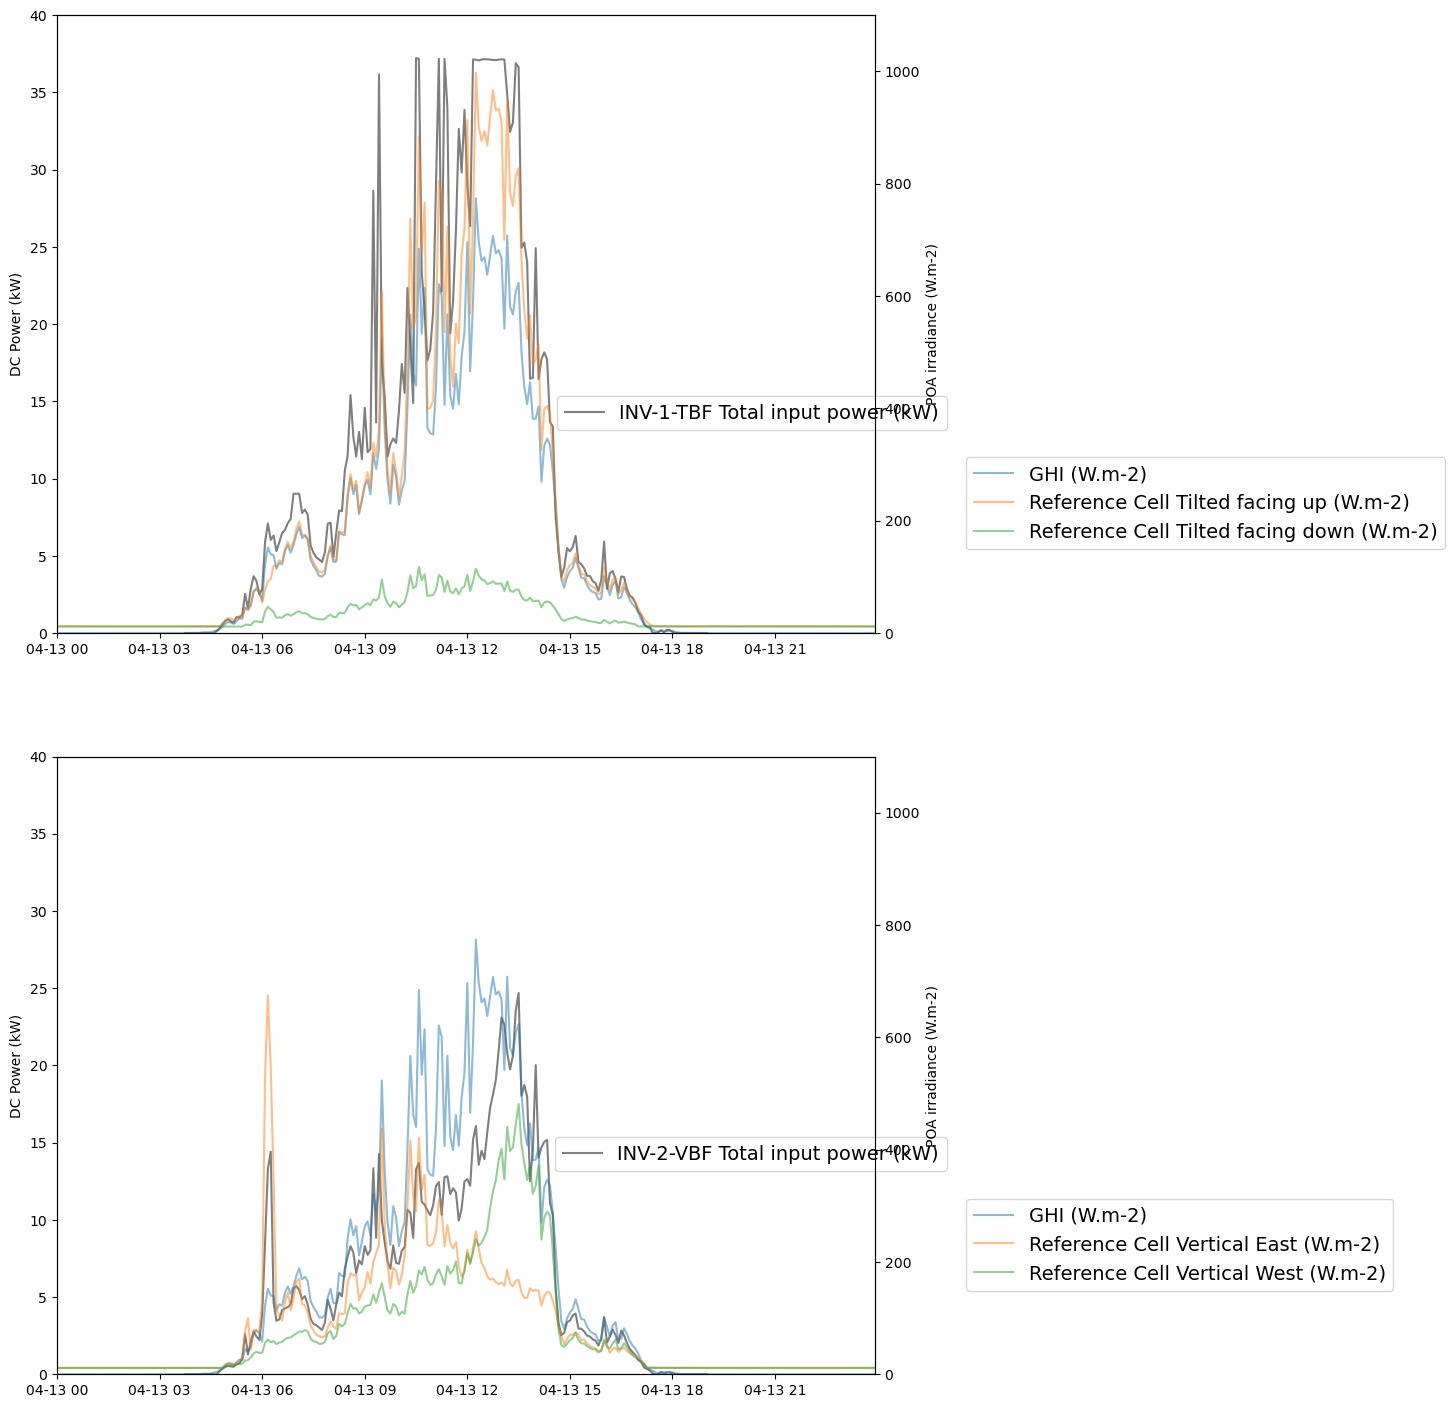 40
35
30
25
20
15
10
5
0
DC Power (kW)
1000
800
600
400
200
0
POA irradiance (W.m-2)
INV-1-TBF Total input power (kW)
GHI (W.m-2)
Reference Cell Tilted facing up (W.m-2)
Reference Cell Tilted facing down (W.m-2)
04-13 00 04-13 03 04-13 06 04-13 09 04-13 12 04-13 15 04-13 18 04-13 21
40
35
30
25
20
15
10
5
0
DC Power (kW)
1000
800
600
400
200
0
POA irradiance (W.m-2)
INV-2-VBF Total input power (kW)
GHI (W.m-2)
Reference Cell Vertical East (W.m-2)
Reference Cell Vertical West (W.m-2)
04-13 00 04-13 03 04-13 06 04-13 09 04-13 12 04-13 15 04-13 18 04-13 21